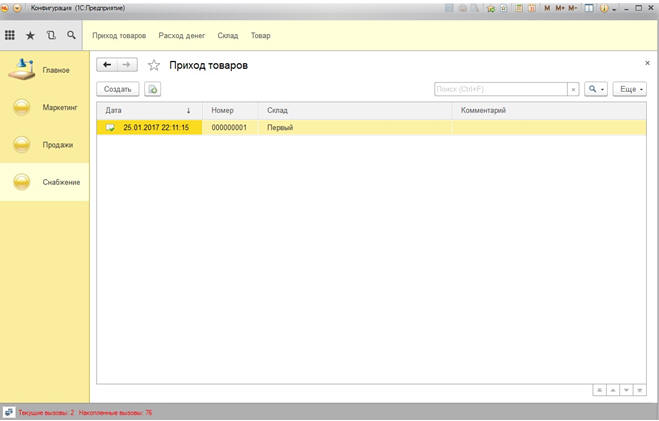 Конфигурация (1С:Предприятие)
M M+ M-
Приход товаров Расход денег Склад Товар
Главное
Маркетинг
Продажи
Снабжение
Приход товаров
Создать
Поиск (Ctrl+F)
Еще
Дата Номер Склад Комментарий
25.01.2017 22:11:15 000000001 Первый
Текущие вызовы: 2 Накопленные вызовы: 76